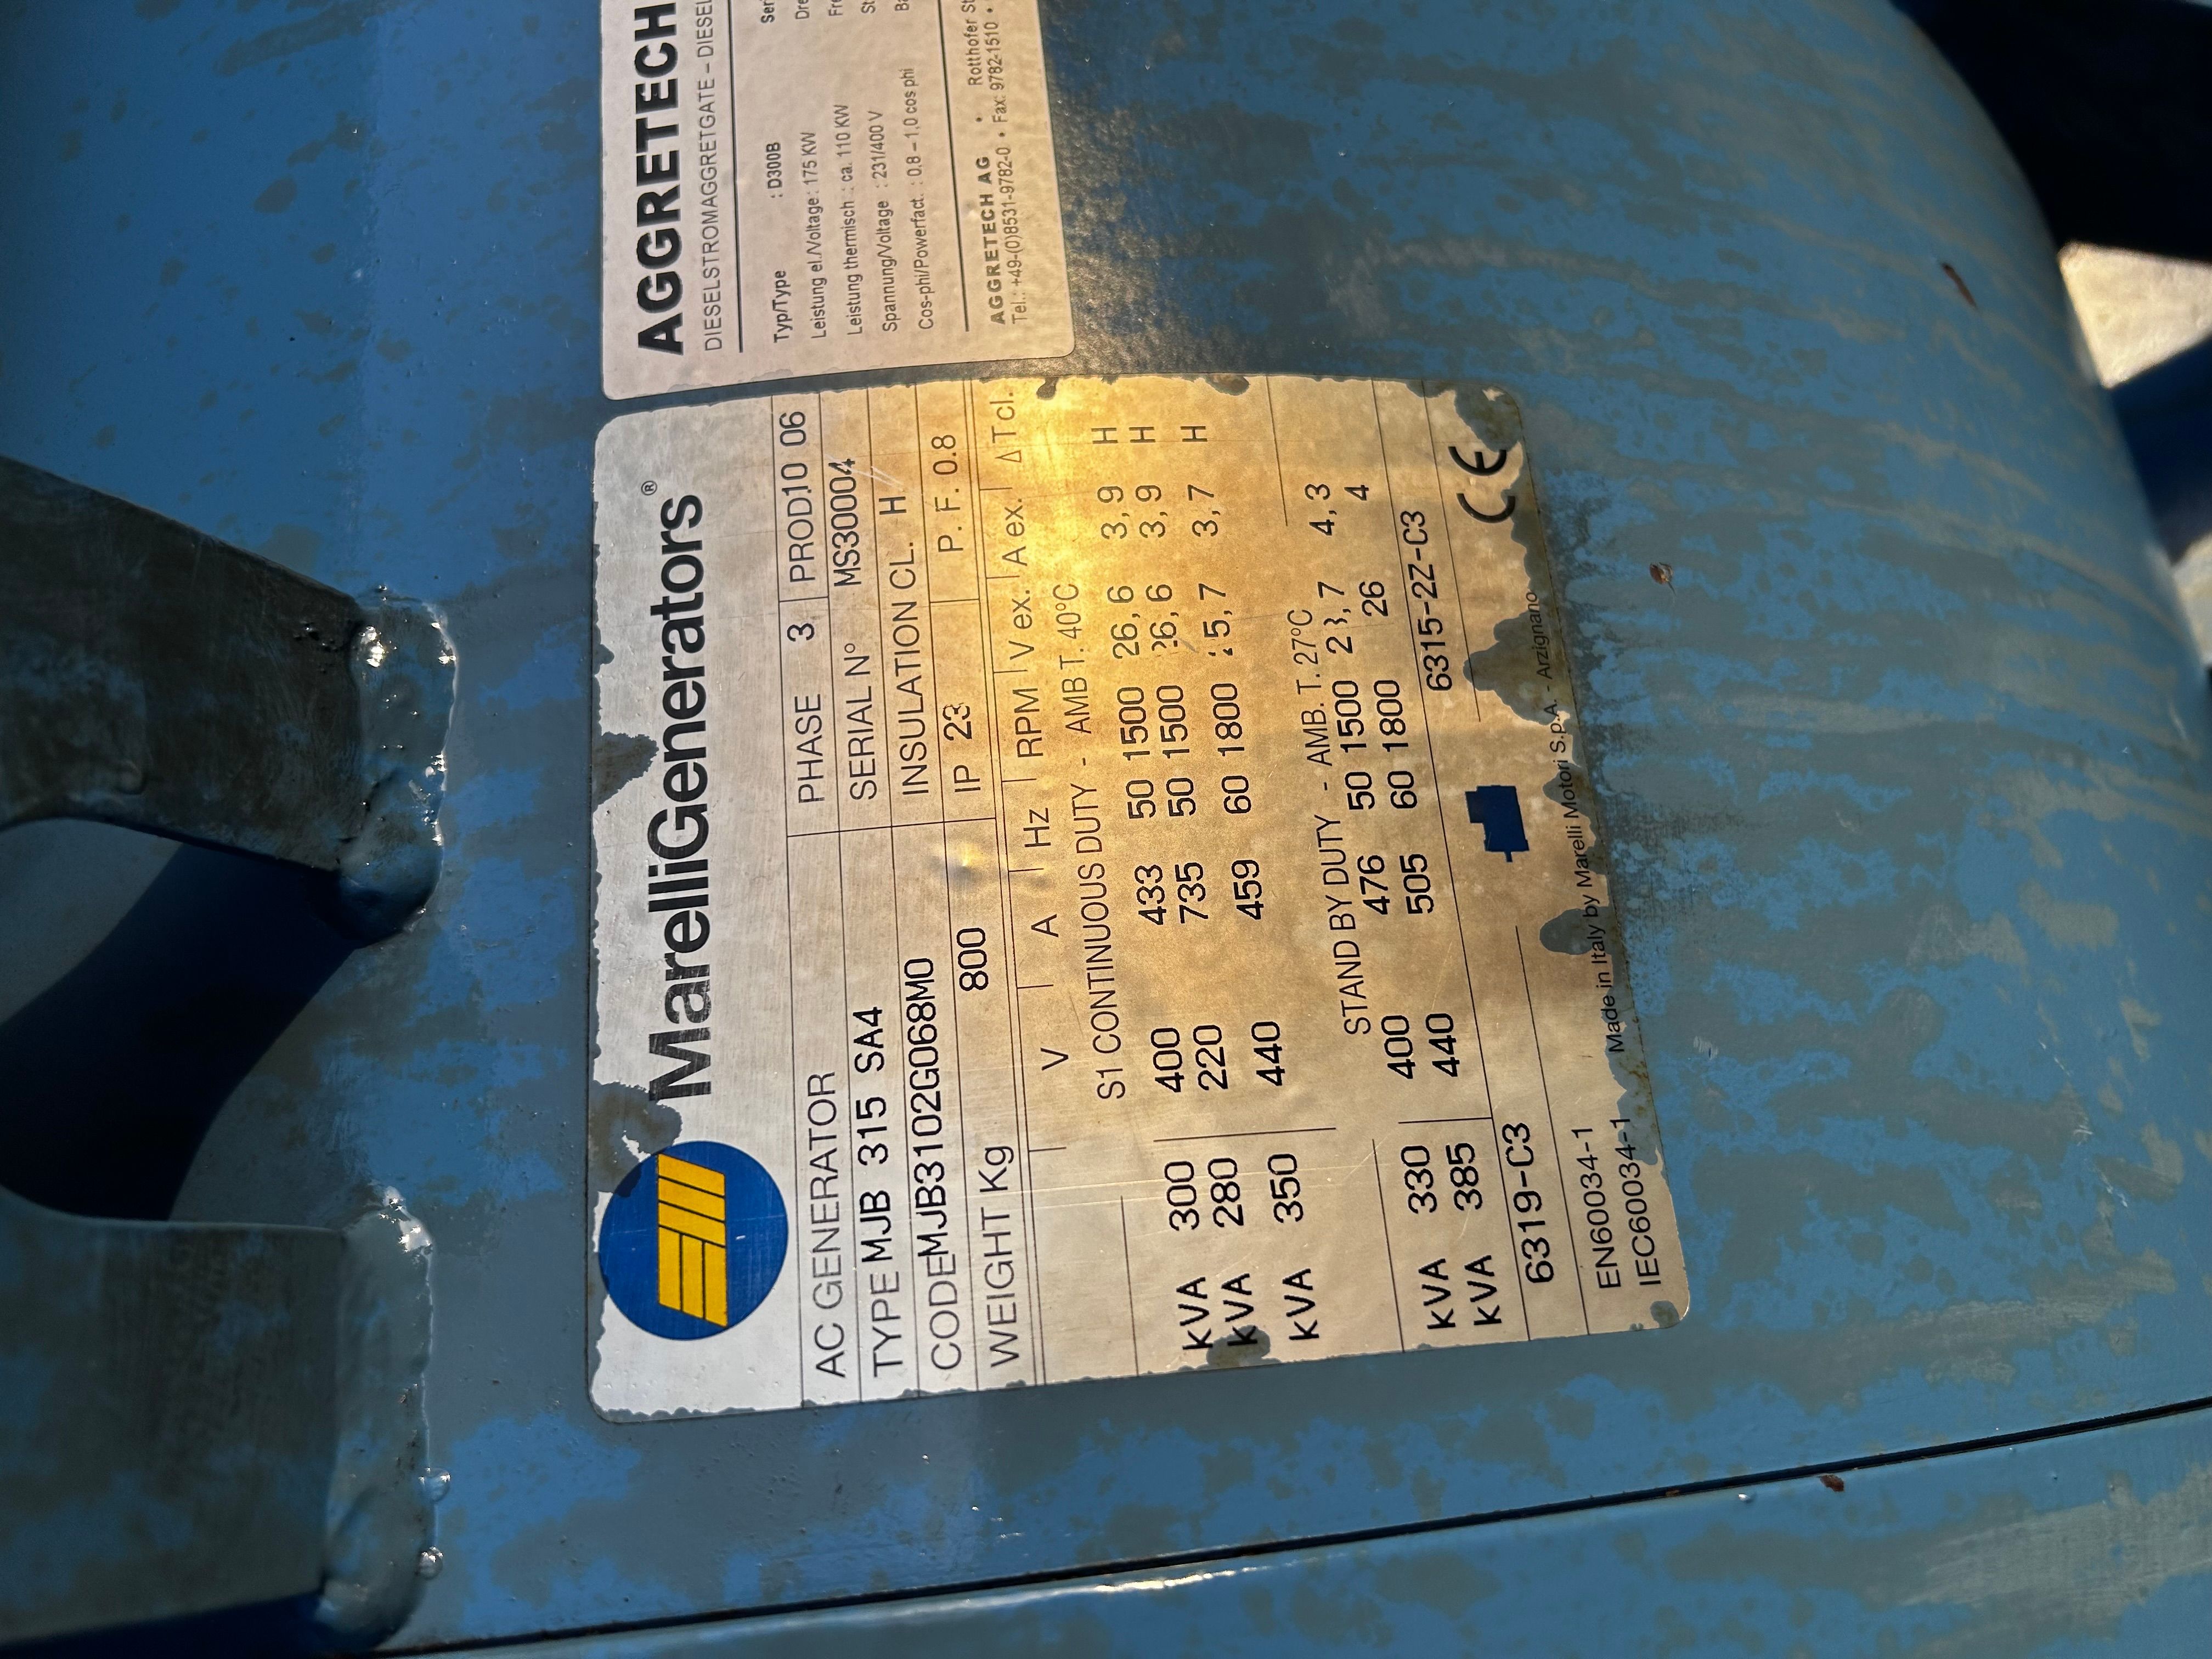 MarelliGenerators®
AC GENERATOR PHASE 3 PROD. 10 06
TYPE MJB 315 SA4 SERIAL N° MS30004
CODE MJB3102G068M0 INSULATION CL. H
WEIGHT Kg 800 IP 23 P. F. 0.8
V A Hz RPM V ex. A ex. ΔT cl.
S1 CONTINUOUS DUTY - AMB T. 40°C
kVA 300 400 433 50 1500 26,6 3,9 H
kVA 280 220 735 50 1500 26,6 3,9 H
kVA 350 440 459 60 1800 5,7 3,7 H
STAND BY DUTY - AMB. T. 27°C
kVA 330 400 476 50 1500 4,3
kVA 385 440 505 60 1800 26 4
6319-C3 6315-2Z-C3
EN60034-1
IEC60034-1 Made in Italy by Marelli Motori S.p.A. - Arzignano
CE
AGGRETECH
DIESELSTROMAGGRETGATE – DIESEL
Typ/Type : D300B
Leistung el./Voltage : 175 KW
Leistung thermisch : ca. 110 KW
Spannung/Voltage : 231/400 V
Cos-phi/Powerfact. : 0.8 – 1,0 cos phi
AGGRETECH AG • Rotthofer
Tel.: +49-(0)8531-9782-0 • Fax: 9782-1510 •